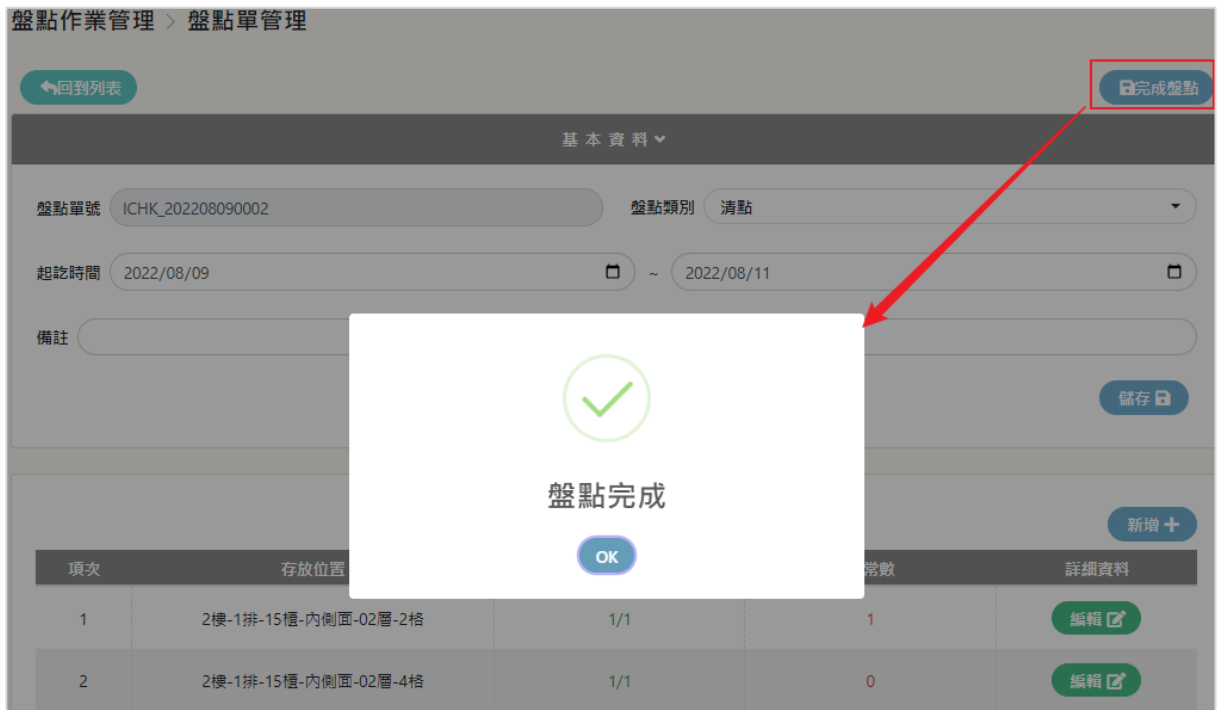 盤點作業管理 > 盤點單管理
回到列表 完成盤點
基本資料
盤點單號 ICHK_202208090002 盤點類別 清點
起訖時間 2022/08/09 ~ 2022/08/11
備註
儲存
盤點完成
新增
OK
項次 存放位置 常數 詳細資料
1 2樓-1排-15櫃-內側面-02層-2格 1/1 1 編輯
2 2樓-1排-15櫃-內側面-02層-4格 1/1 0 編輯